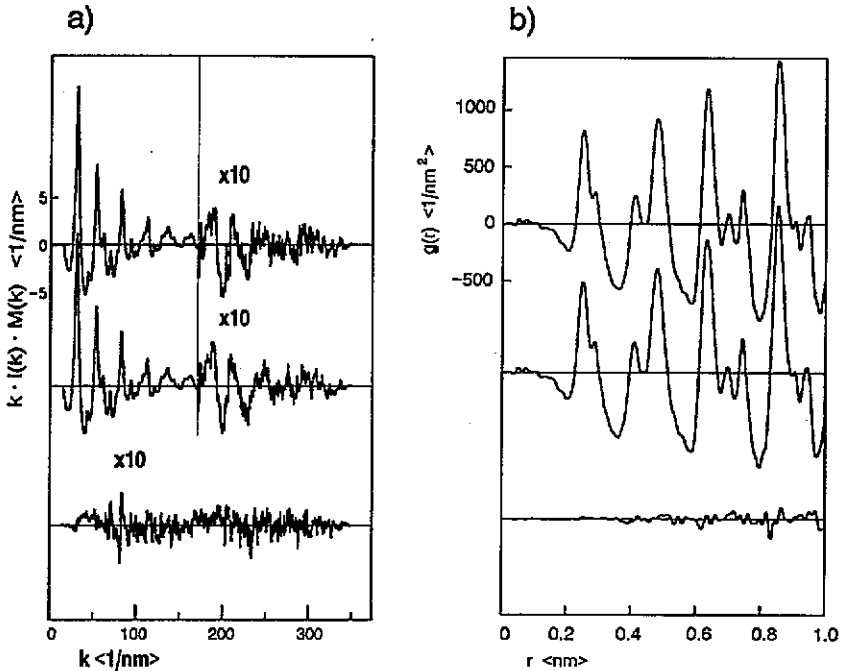 a)
k · I(k) · M(k) <1/nm>
5
0
−5
x10
x10
x10
0
100
200
300
k <1/nm>
b)
g(r) <1/nm²>
1000
500
0
−500
0
0.2
0.4
0.6
0.8
1.0
r <nm>